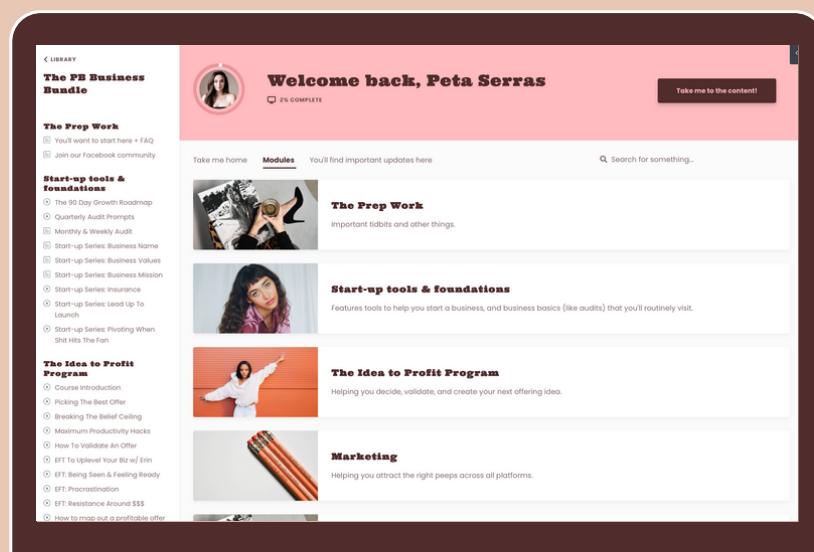 LIBRARY
The PB Business
Bundle
The Prep Work
You'll want to start here + FAQ
Join our Facebook community
Start-up tools &
foundations
The 90 Day Growth Roadmap
Quarterly Audit Prompts
Monthly & Weekly Audit
Start-up Series: Business Name
Start-up Series: Business Values
Start-up Series: Business Mission
Start-up Series: Insurance
Start-up Series: Lead Up To
Launch
Start-up Series: Pivoting When
Shit Hits The Fan
The Idea to Profit
Program
Course Introduction
Picking The Best Offer
Breaking The Belief Ceiling
Maximum Productivity Hacks
How To Validate An Offer
EFT To Uplevel Your Biz w/ Erin
EFT: Being Seen & Feeling Ready
EFT: Procrastination
EFT: Resistance Around $$$
How to map out a profitable offer
Welcome back, Peta Serras
2% COMPLETE
Take me to the content!
Take me home Modules You'll find important updates here
Search for something...
The Prep Work
Important tidbits and other things.
Start-up tools & foundations
Features tools to help you start a business, and business basics (like audits) that you'll routinely visit.
The Idea to Profit Program
Helping you decide, validate, and create your next offering idea.
Marketing
Helping you attract the right peeps across all platforms.